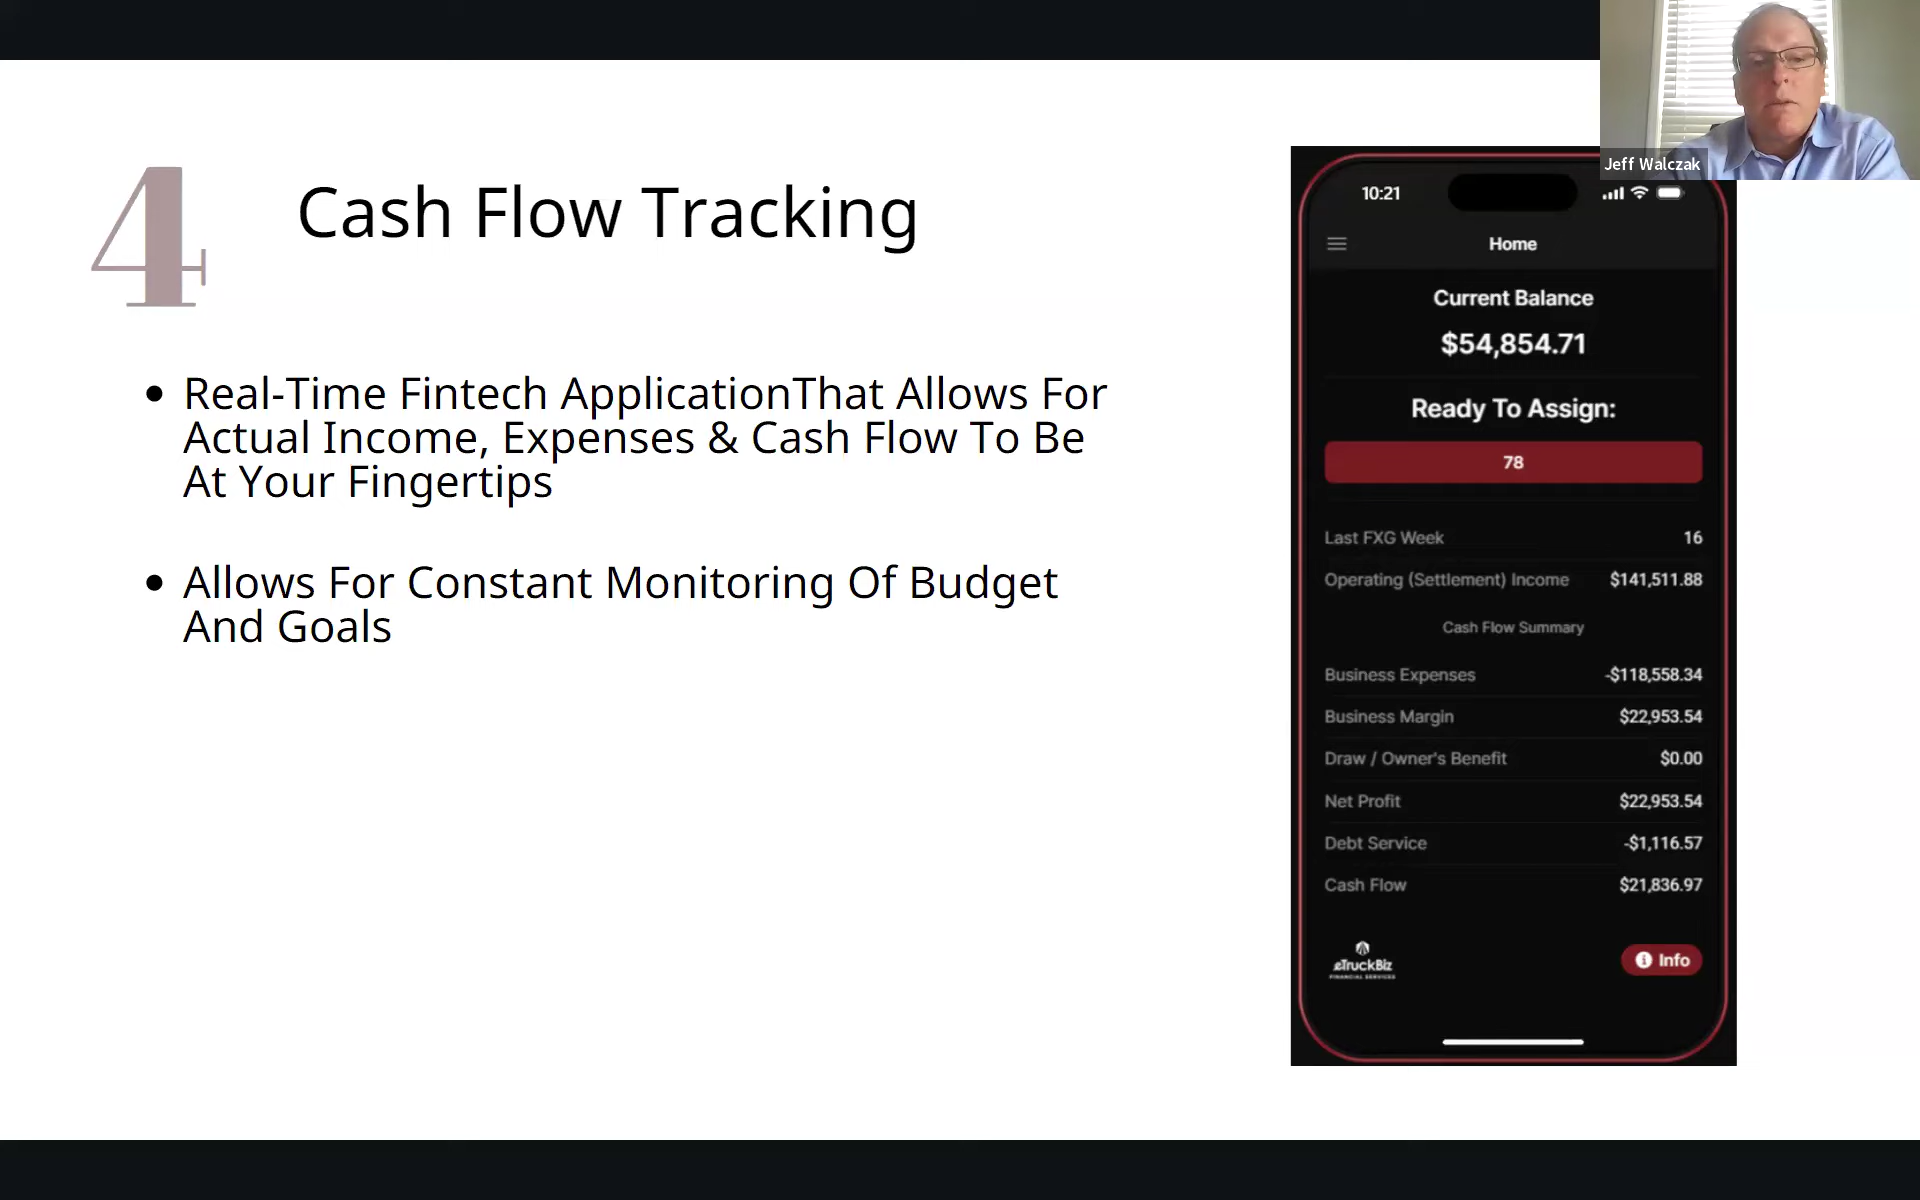 4
Cash Flow Tracking
• Real-Time Fintech ApplicationThat Allows For
Actual Income, Expenses & Cash Flow To Be
At Your Fingertips
• Allows For Constant Monitoring Of Budget
And Goals
Jeff Walczak
10:21
Home
Current Balance
$54,854.71
Ready To Assign:
78
Last FXG Week 16
Operating (Settlement) Income $141,511.88
Cash Flow Summary
Business Expenses -$118,558.34
Business Margin $22,953.54
Draw / Owner's Benefit $0.00
Net Profit $22,953.54
Debt Service -$1,116.57
Cash Flow $21,836.97
eTruckBiz
FINANCIAL SERVICES
Info